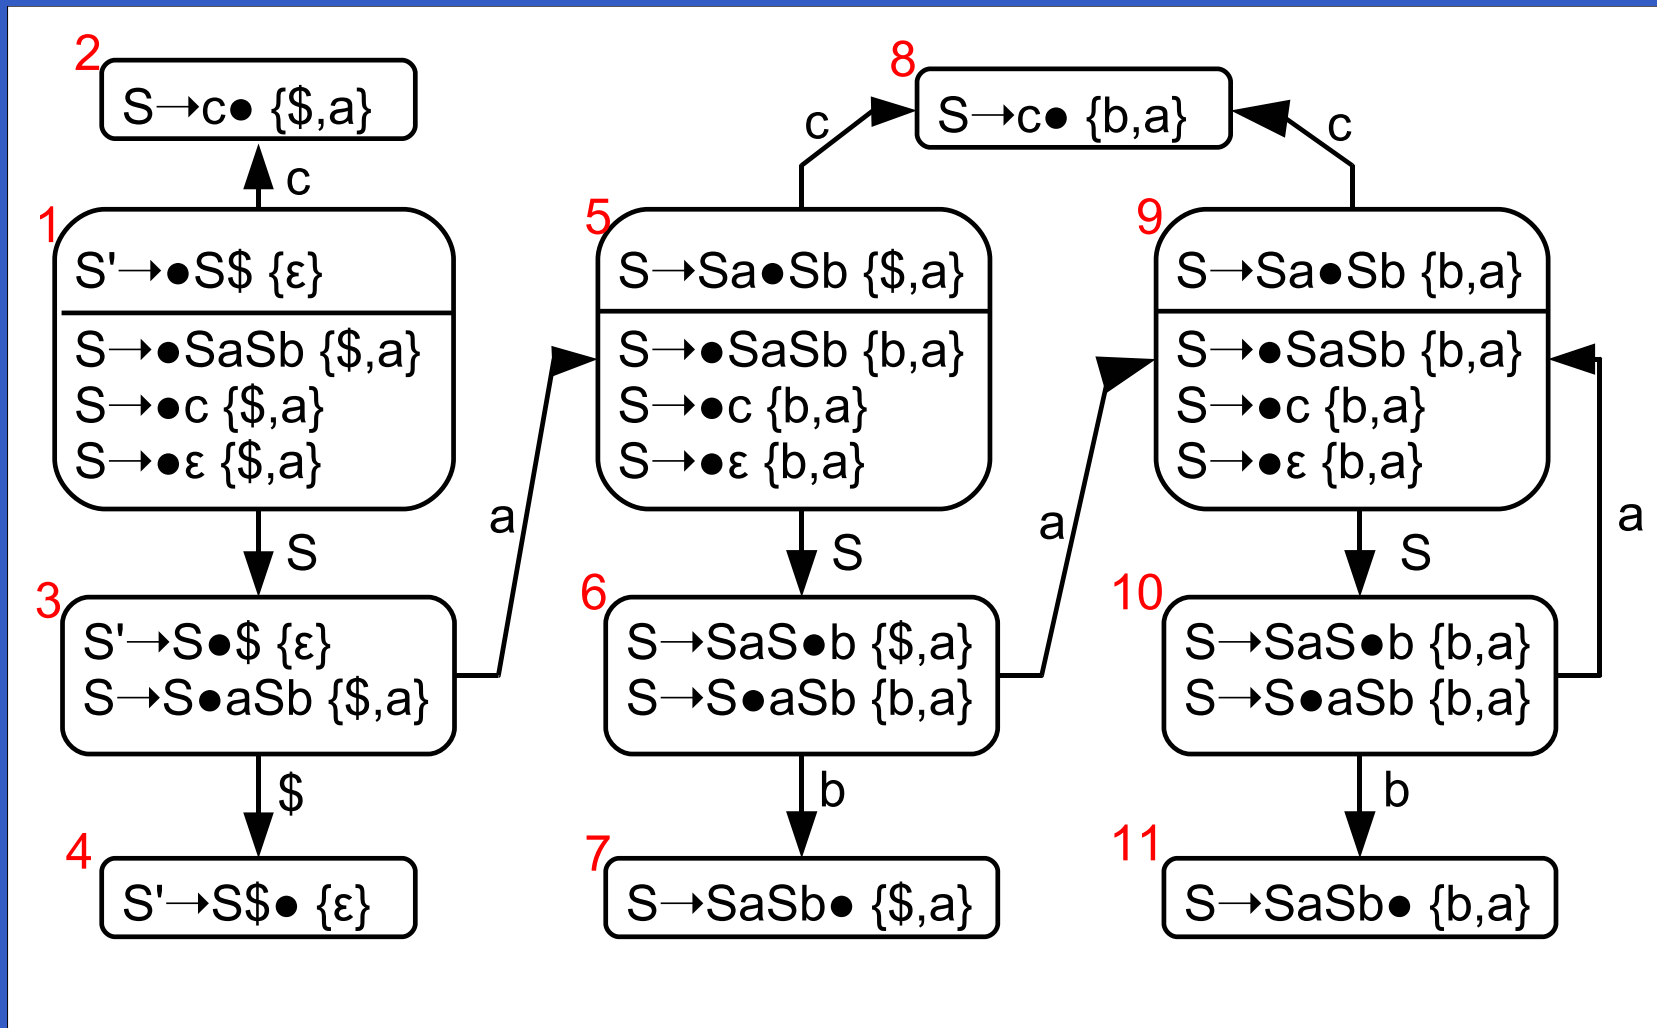 2
S→c● {$,a}
8
S→c● {b,a}
c
c
c
1
S'→●S$ {ε}
S→●SaSb {$,a}
S→●c {$,a}
S→●ε {$,a}
5
S→Sa●Sb {$,a}
S→●SaSb {b,a}
S→●c {b,a}
S→●ε {b,a}
9
S→Sa●Sb {b,a}
S→●SaSb {b,a}
S→●c {b,a}
S→●ε {b,a}
a
a
a
S
S
S
3
S'→S●$ {ε}
S→S●aSb {$,a}
6
S→SaS●b {$,a}
S→S●aSb {b,a}
10
S→SaS●b {b,a}
S→S●aSb {b,a}
$
b
b
4
S'→S$● {ε}
7
S→SaSb● {$,a}
11
S→SaSb● {b,a}